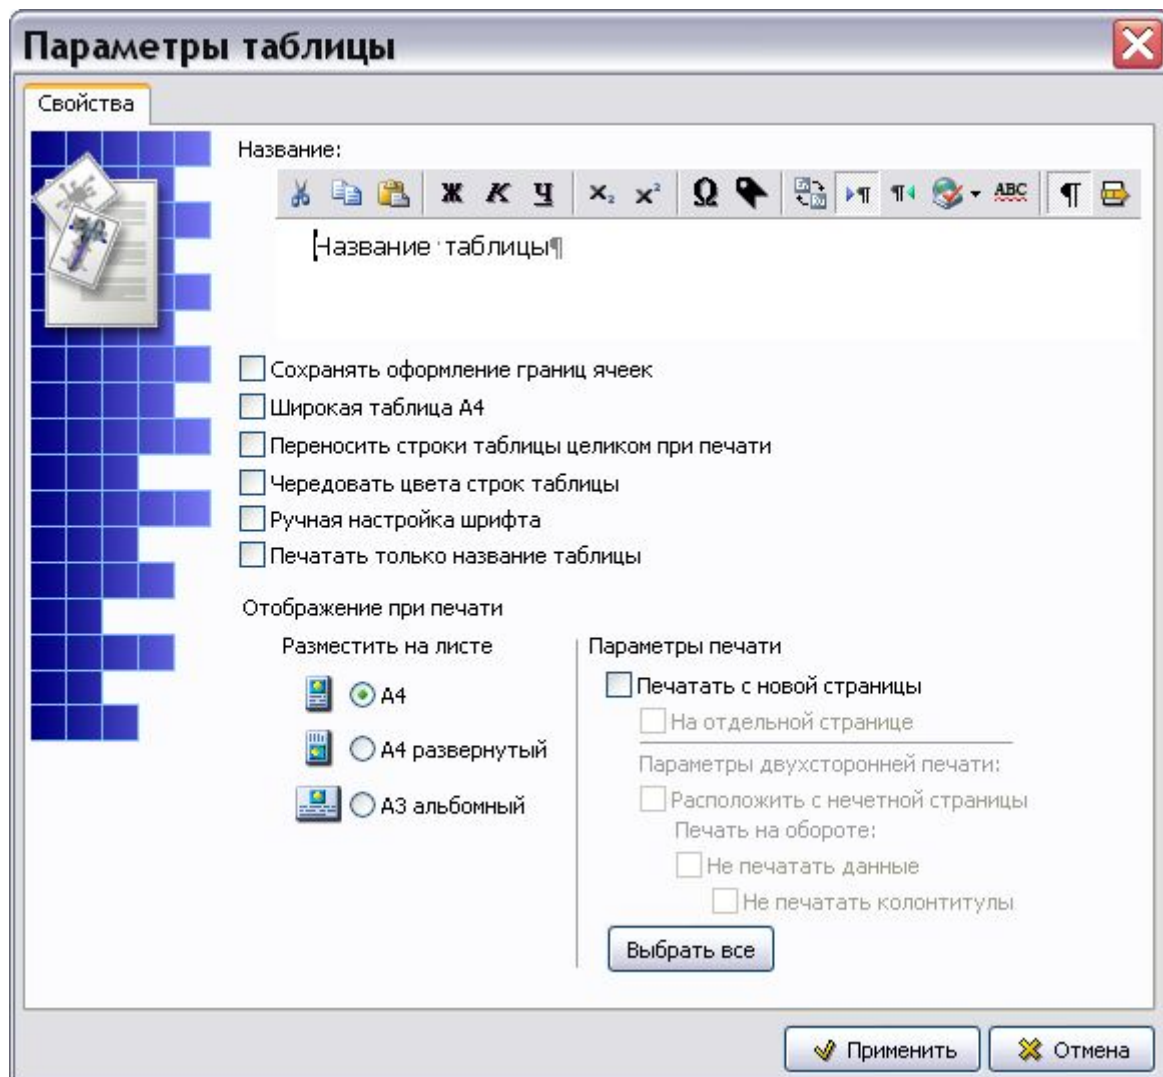 Параметры таблицы
Свойства
Название:
Ж К Ч x₂ x² Ω ¶ ¶ ABC ¶
Название·таблицы¶
Сохранять оформление границ ячеек
Широкая таблица А4
Переносить строки таблицы целиком при печати
Чередовать цвета строк таблицы
Ручная настройка шрифта
Печатать только название таблицы
Отображение при печати
Разместить на листе
А4
А4 развернутый
А3 альбомный
Параметры печати
Печатать с новой страницы
На отдельной странице
Параметры двухсторонней печати:
Расположить с нечетной страницы
Печать на обороте:
Не печатать данные
Не печатать колонтитулы
Выбрать все
Применить
Отмена